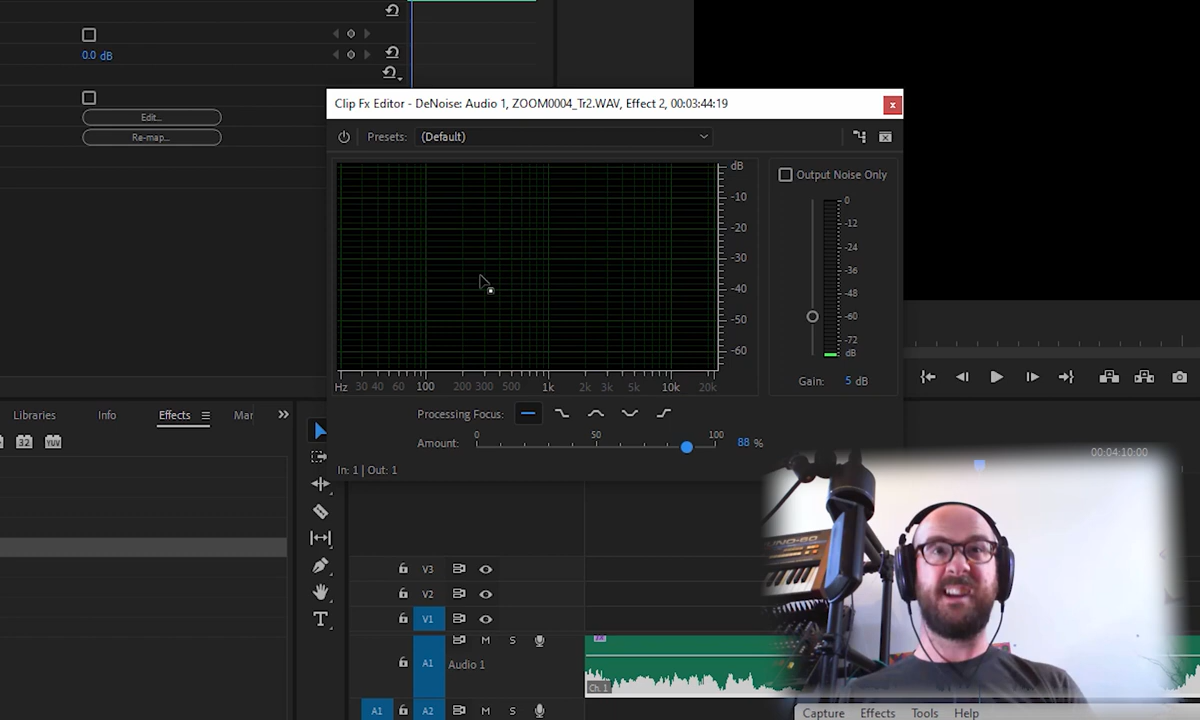 0.0 dB
Edit...
Re-map...
Clip Fx Editor - DeNoise: Audio 1, ZOOM0004_Tr2.WAV, Effect 2, 00:03:44:19
x
Presets: (Default)
dB
-10
-20
-30
-40
-50
-60
Hz 30 40 60 100 200 300 500 1k 2k 3k 5k 10k 20k
Output Noise Only
0
-12
-24
-36
-48
-60
-72
dB
Gain: 5 dB
Processing Focus:
Amount: 0 50 100 88 %
In: 1 | Out: 1
Libraries Info Effects Mar
32 YUV
T
00:04:10:00
V3
V2
V1
A1 M S
Audio 1
Ch. 1
A1 A2 M S
Capture Effects Tools Help